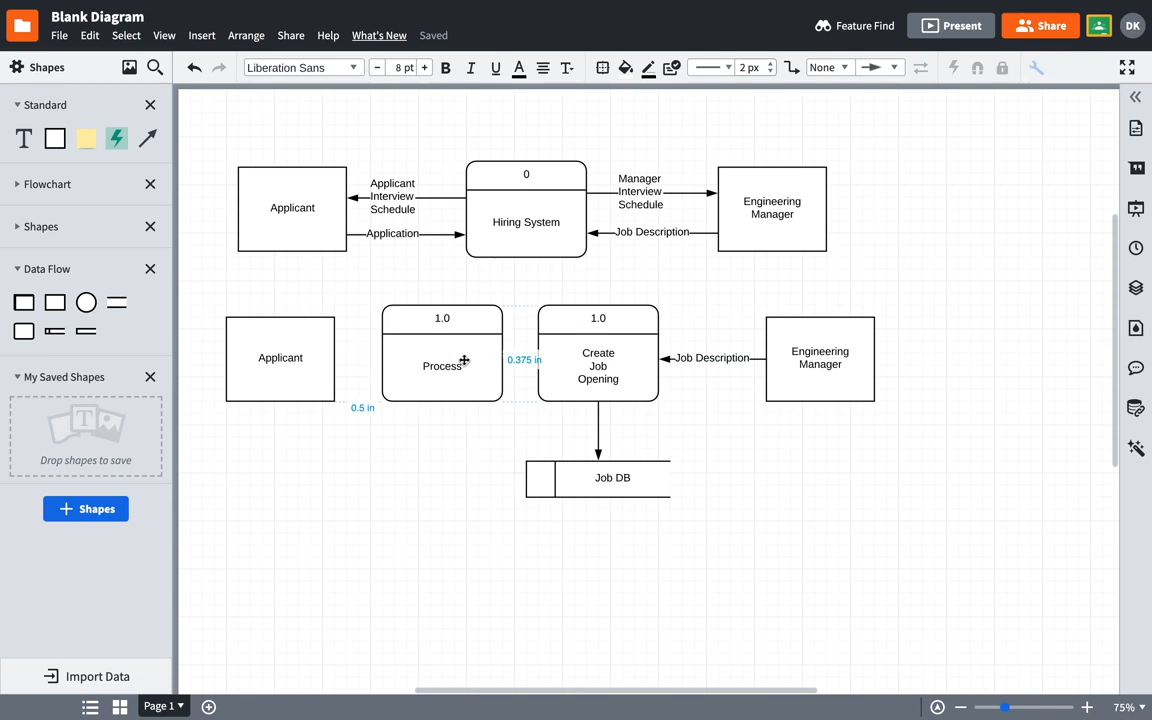 Blank Diagram
File Edit Select View Insert Arrange Share Help What's New Saved
Feature Find
Present
Share
DK
Shapes
Liberation Sans
− 8 pt +
B I U A T
2 px
None
Standard
T
Flowchart
Shapes
Data Flow
My Saved Shapes
T
Drop shapes to save
+ Shapes
Import Data
Applicant
Applicant
Interview
Schedule
Application
0
Hiring System
Manager
Interview
Schedule
Job Description
Engineering
Manager
Applicant
0.5 in
1.0
Process
0.375 in
1.0
Create
Job
Opening
Job Description
Engineering
Manager
Job DB
Page 1
75%